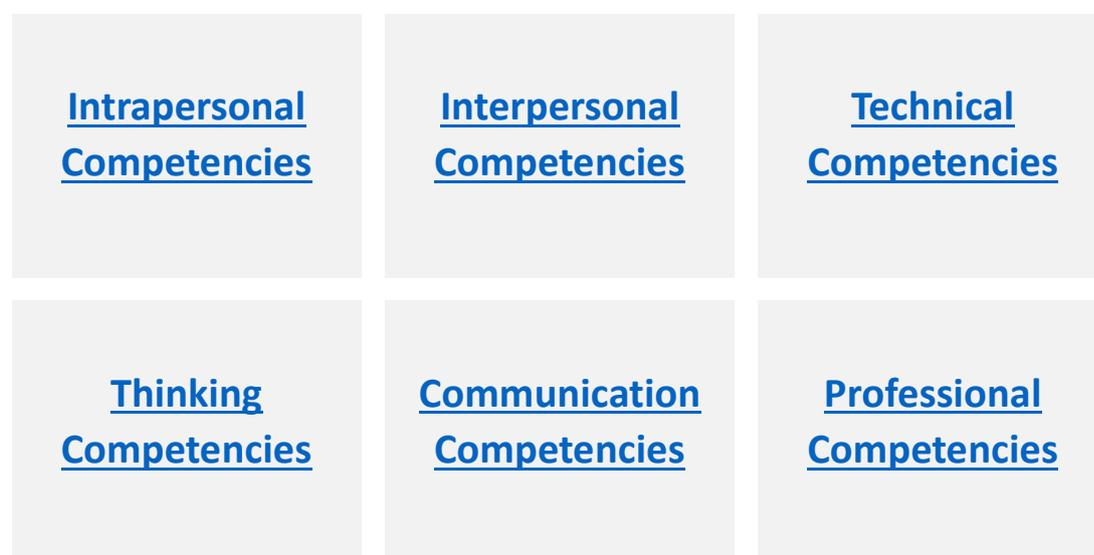 Intrapersonal
Competencies
Interpersonal
Competencies
Technical
Competencies
Thinking
Competencies
Communication
Competencies
Professional
Competencies